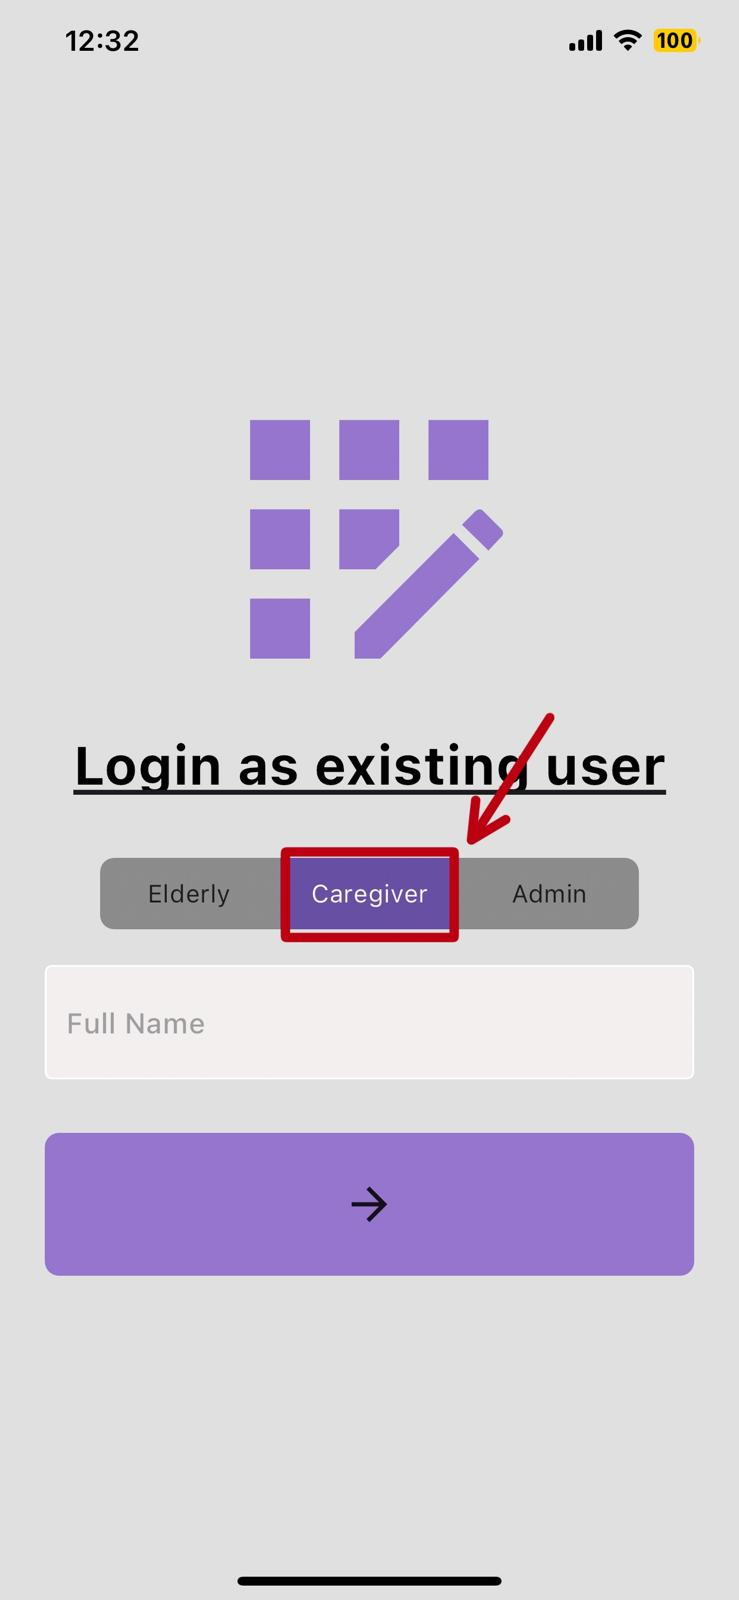 12:32
100
Login as existing user
Elderly Caregiver Admin
Full Name